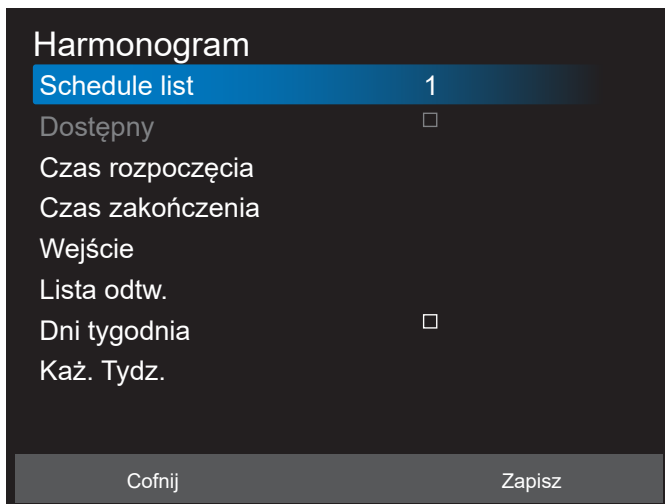 Harmonogram
Schedule list 1
Dostępny
Czas rozpoczęcia
Czas zakończenia
Wejście
Lista odtw.
Dni tygodnia
Każ. Tydz.
Cofnij Zapisz